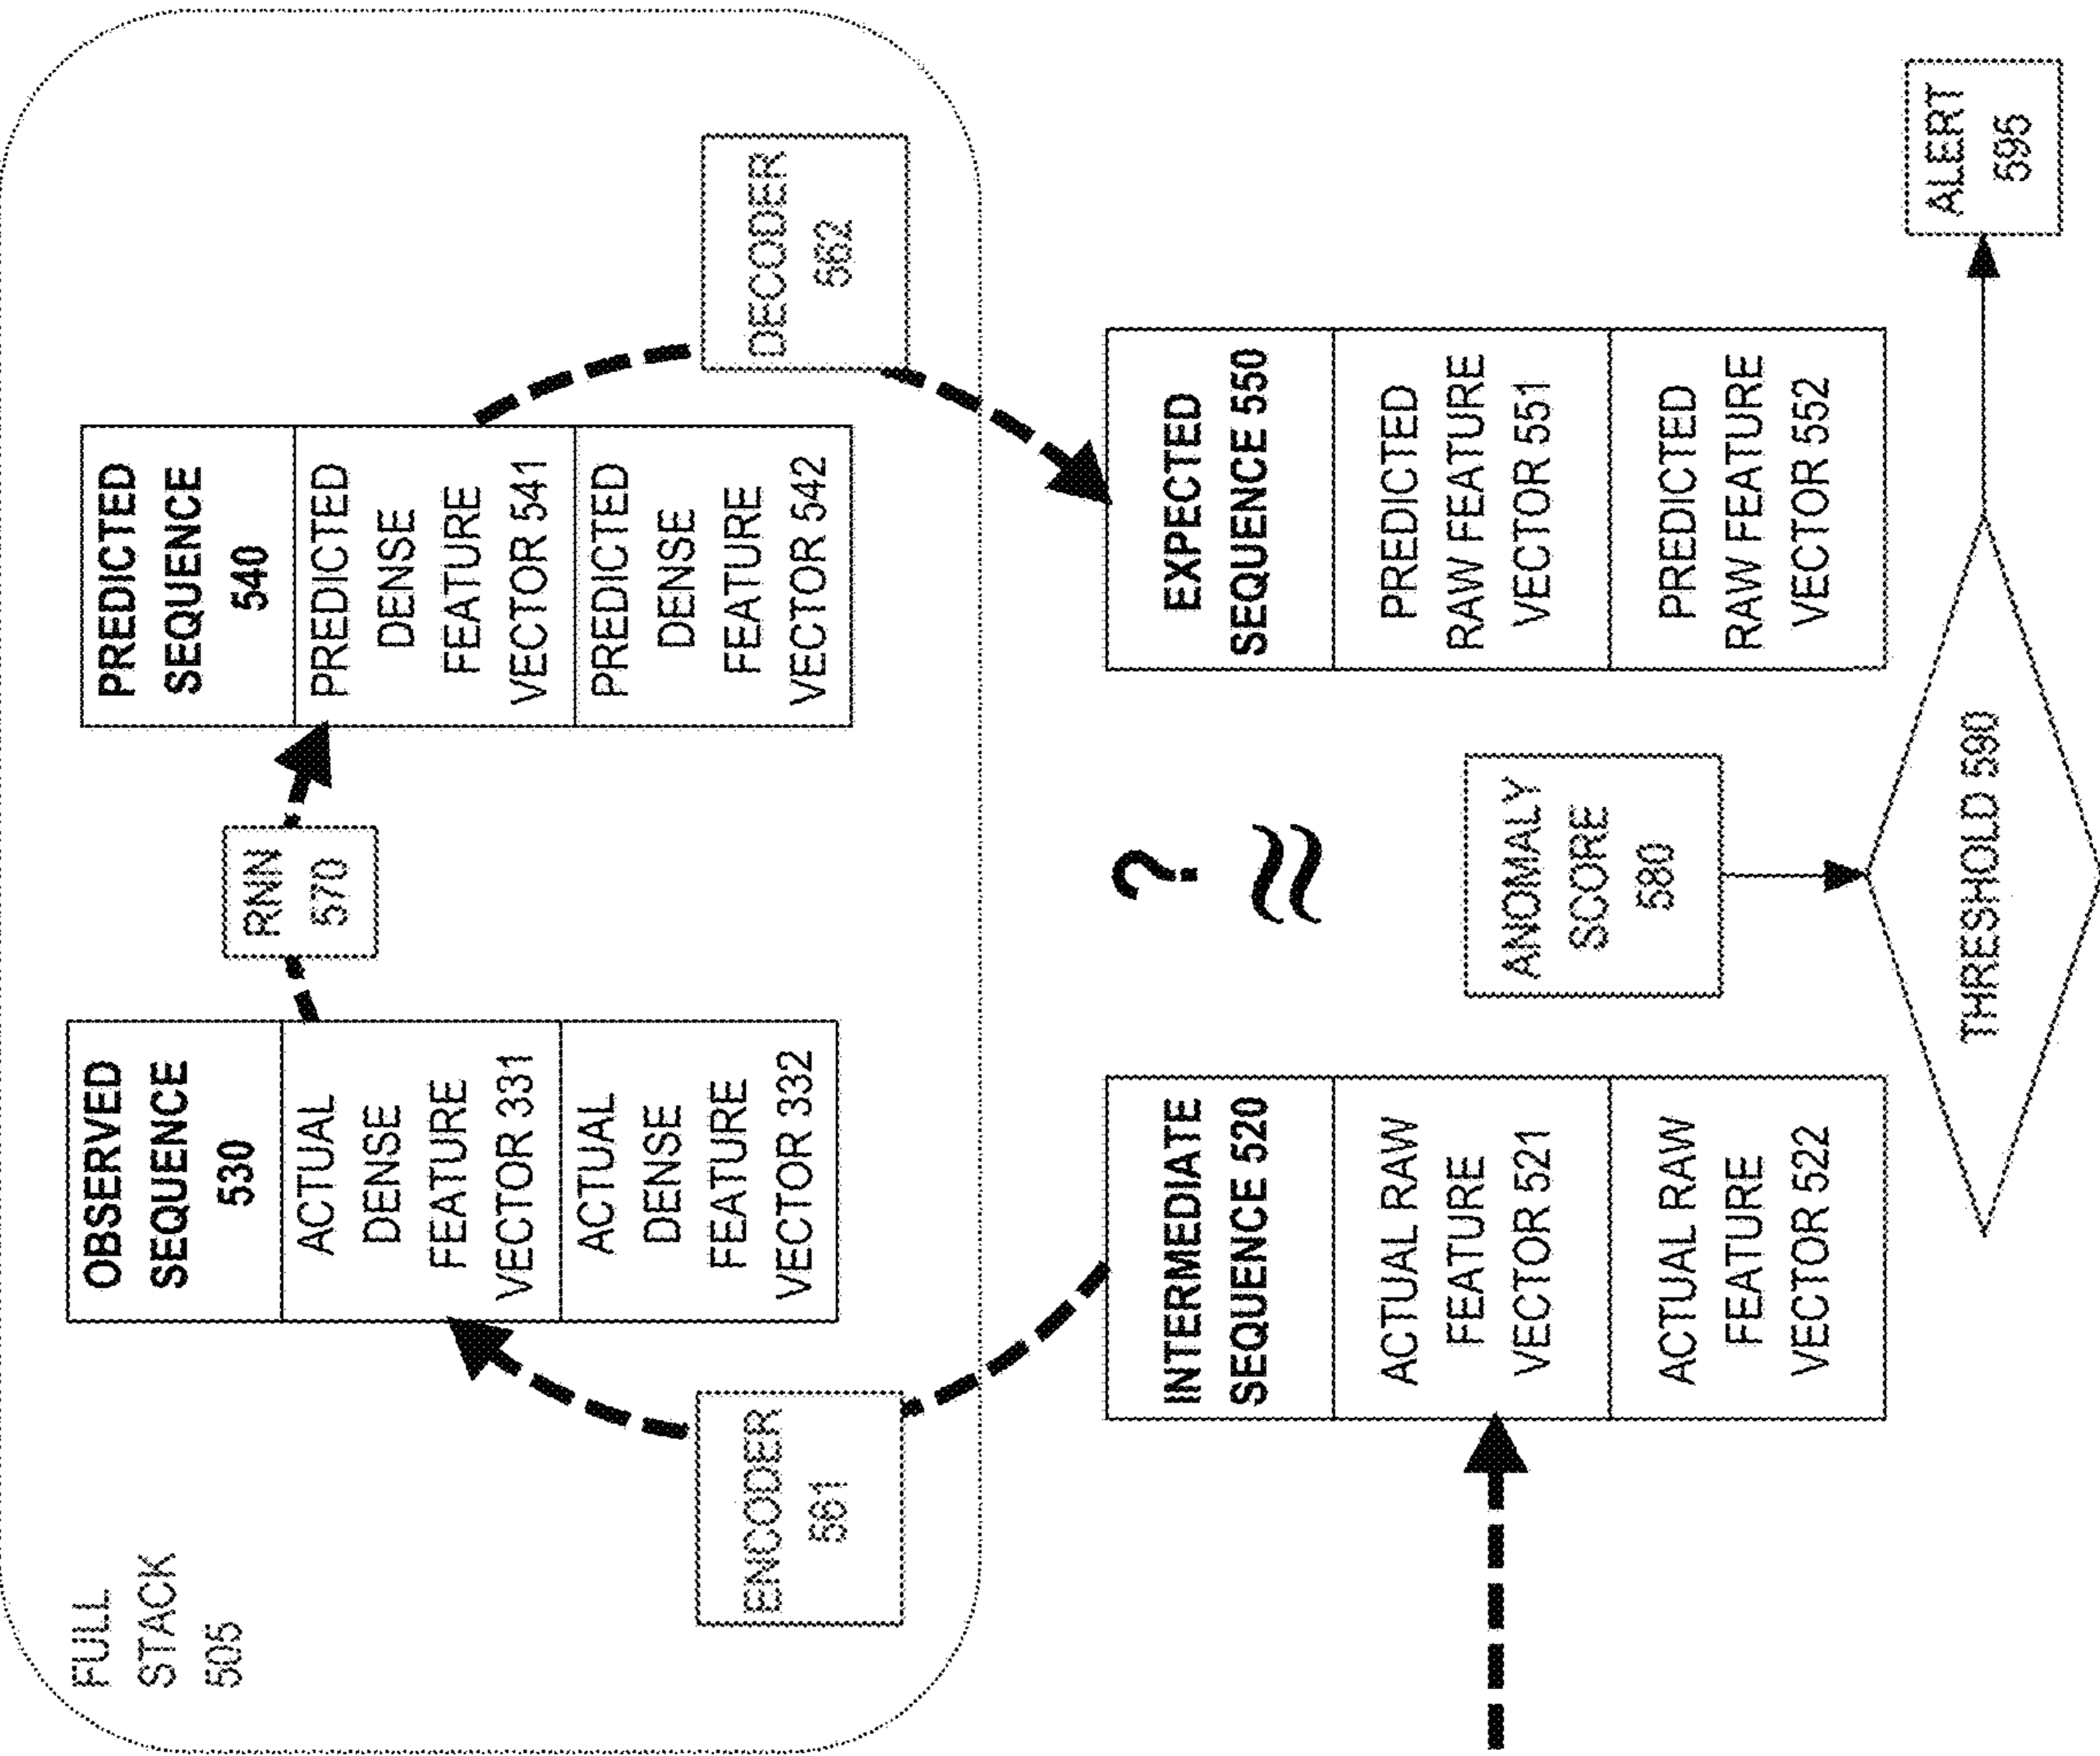 FULL
STACK
505
OBSERVED
SEQUENCE
530
ACTUAL
DENSE
FEATURE
VECTOR 331
ACTUAL
DENSE
FEATURE
VECTOR 332
RNN
570
PREDICTED
SEQUENCE
540
PREDICTED
DENSE
FEATURE
VECTOR 541
PREDICTED
DENSE
FEATURE
VECTOR 542
ENCODER
561
DECODER
562
INTERMEDIATE
SEQUENCE 520
ACTUAL RAW
FEATURE
VECTOR 521
ACTUAL RAW
FEATURE
VECTOR 522
?
≈
ANOMALY
SCORE
580
EXPECTED
SEQUENCE 550
PREDICTED
RAW FEATURE
VECTOR 551
PREDICTED
RAW FEATURE
VECTOR 552
THRESHOLD 590
ALERT
595